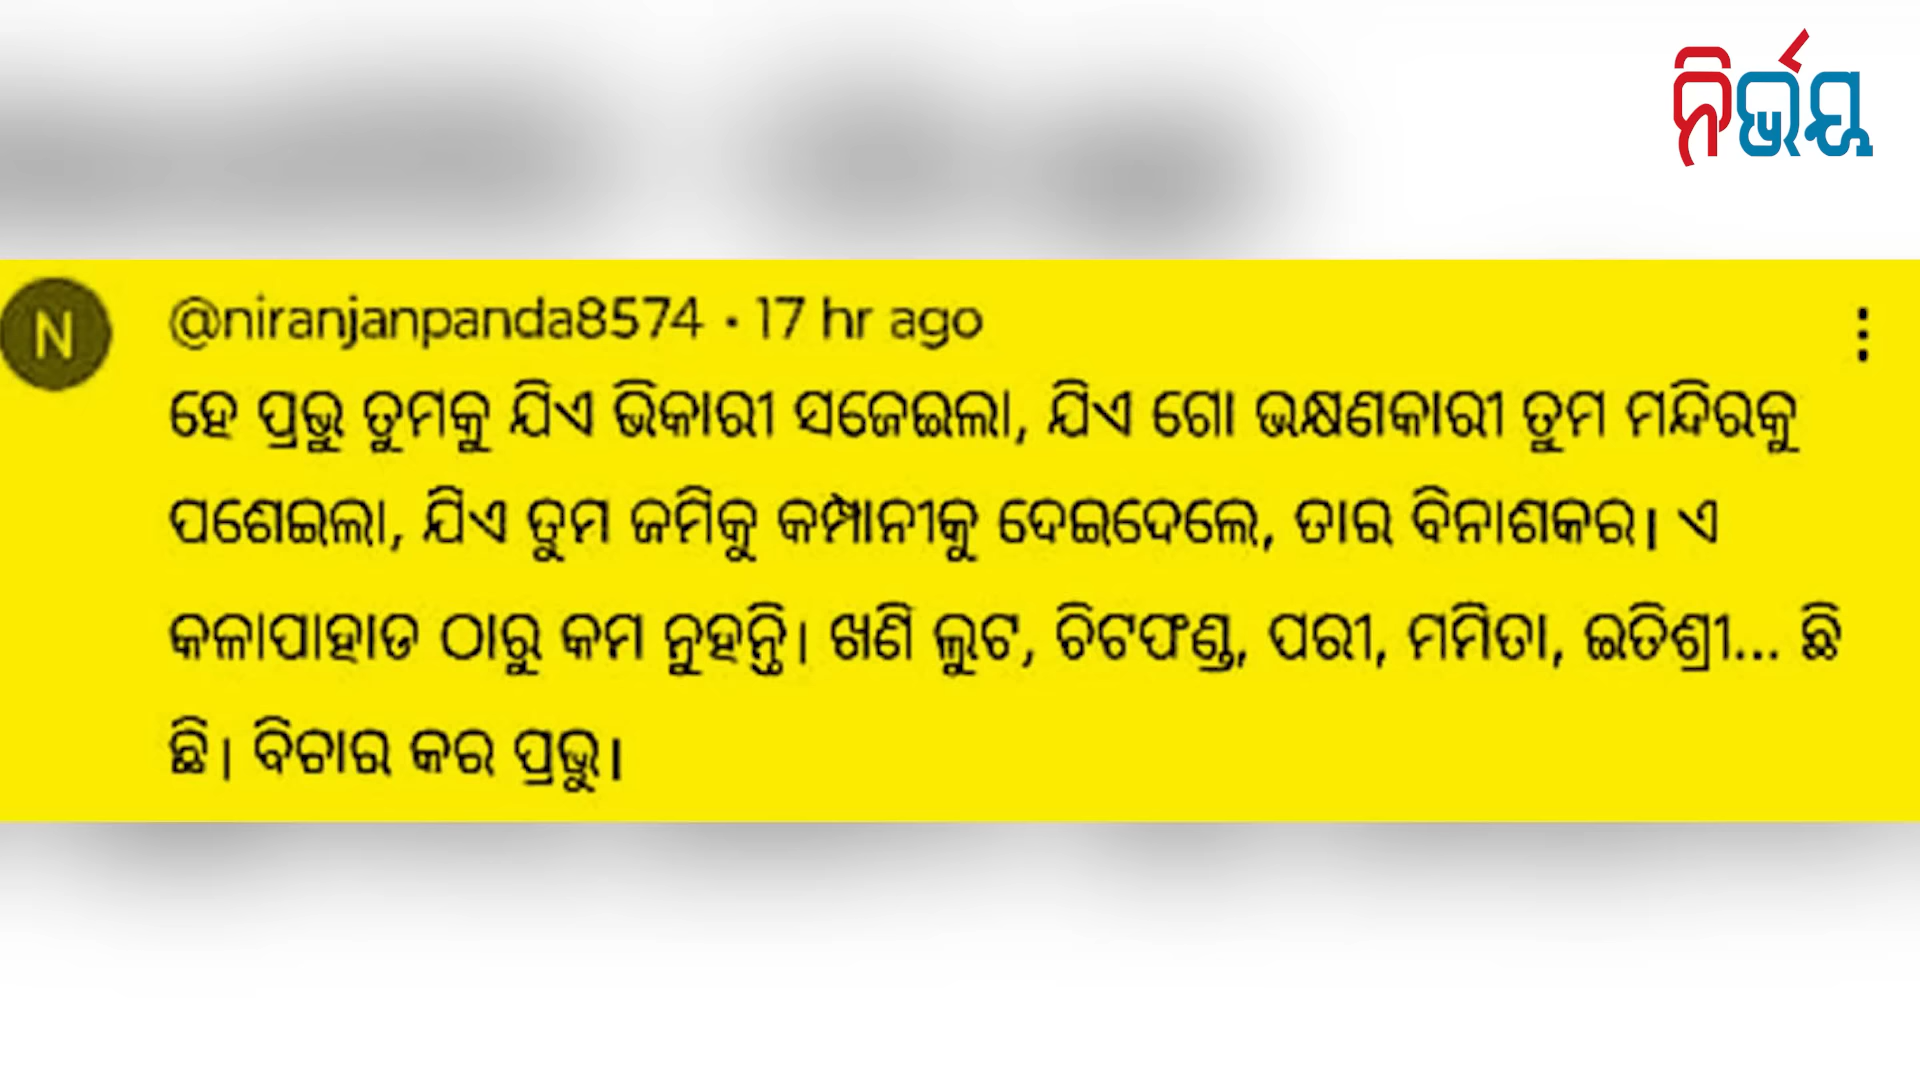 ନିର୍ଭୟ
@niranjanpanda8574 • 17 hr ago
ହେ ପ୍ରଭୁ ତୁମକୁ ଯିଏ ଭିକାରୀ ସଜେଇଲା, ଯିଏ ଗୋ ଭକ୍ଷଣକାରୀ ତୁମ ମନ୍ଦିରକୁ
ପଶେଇଲା, ଯିଏ ତୁମ ଜମିକୁ କମ୍ପାନୀକୁ ଦେଇଦେଲେ, ତାର ବିନାଶକର। ଏ
କଳାପାହାଡ ଠାରୁ କମ ନୁହନ୍ତି। ଖଣି ଲୁଟ, ଚିଟଫଣ୍ଡ, ପରୀ, ମମିତା, ଇତିଶ୍ରୀ... ଛି
ଛି। ବିଚାର କର ପ୍ରଭୁ।
N